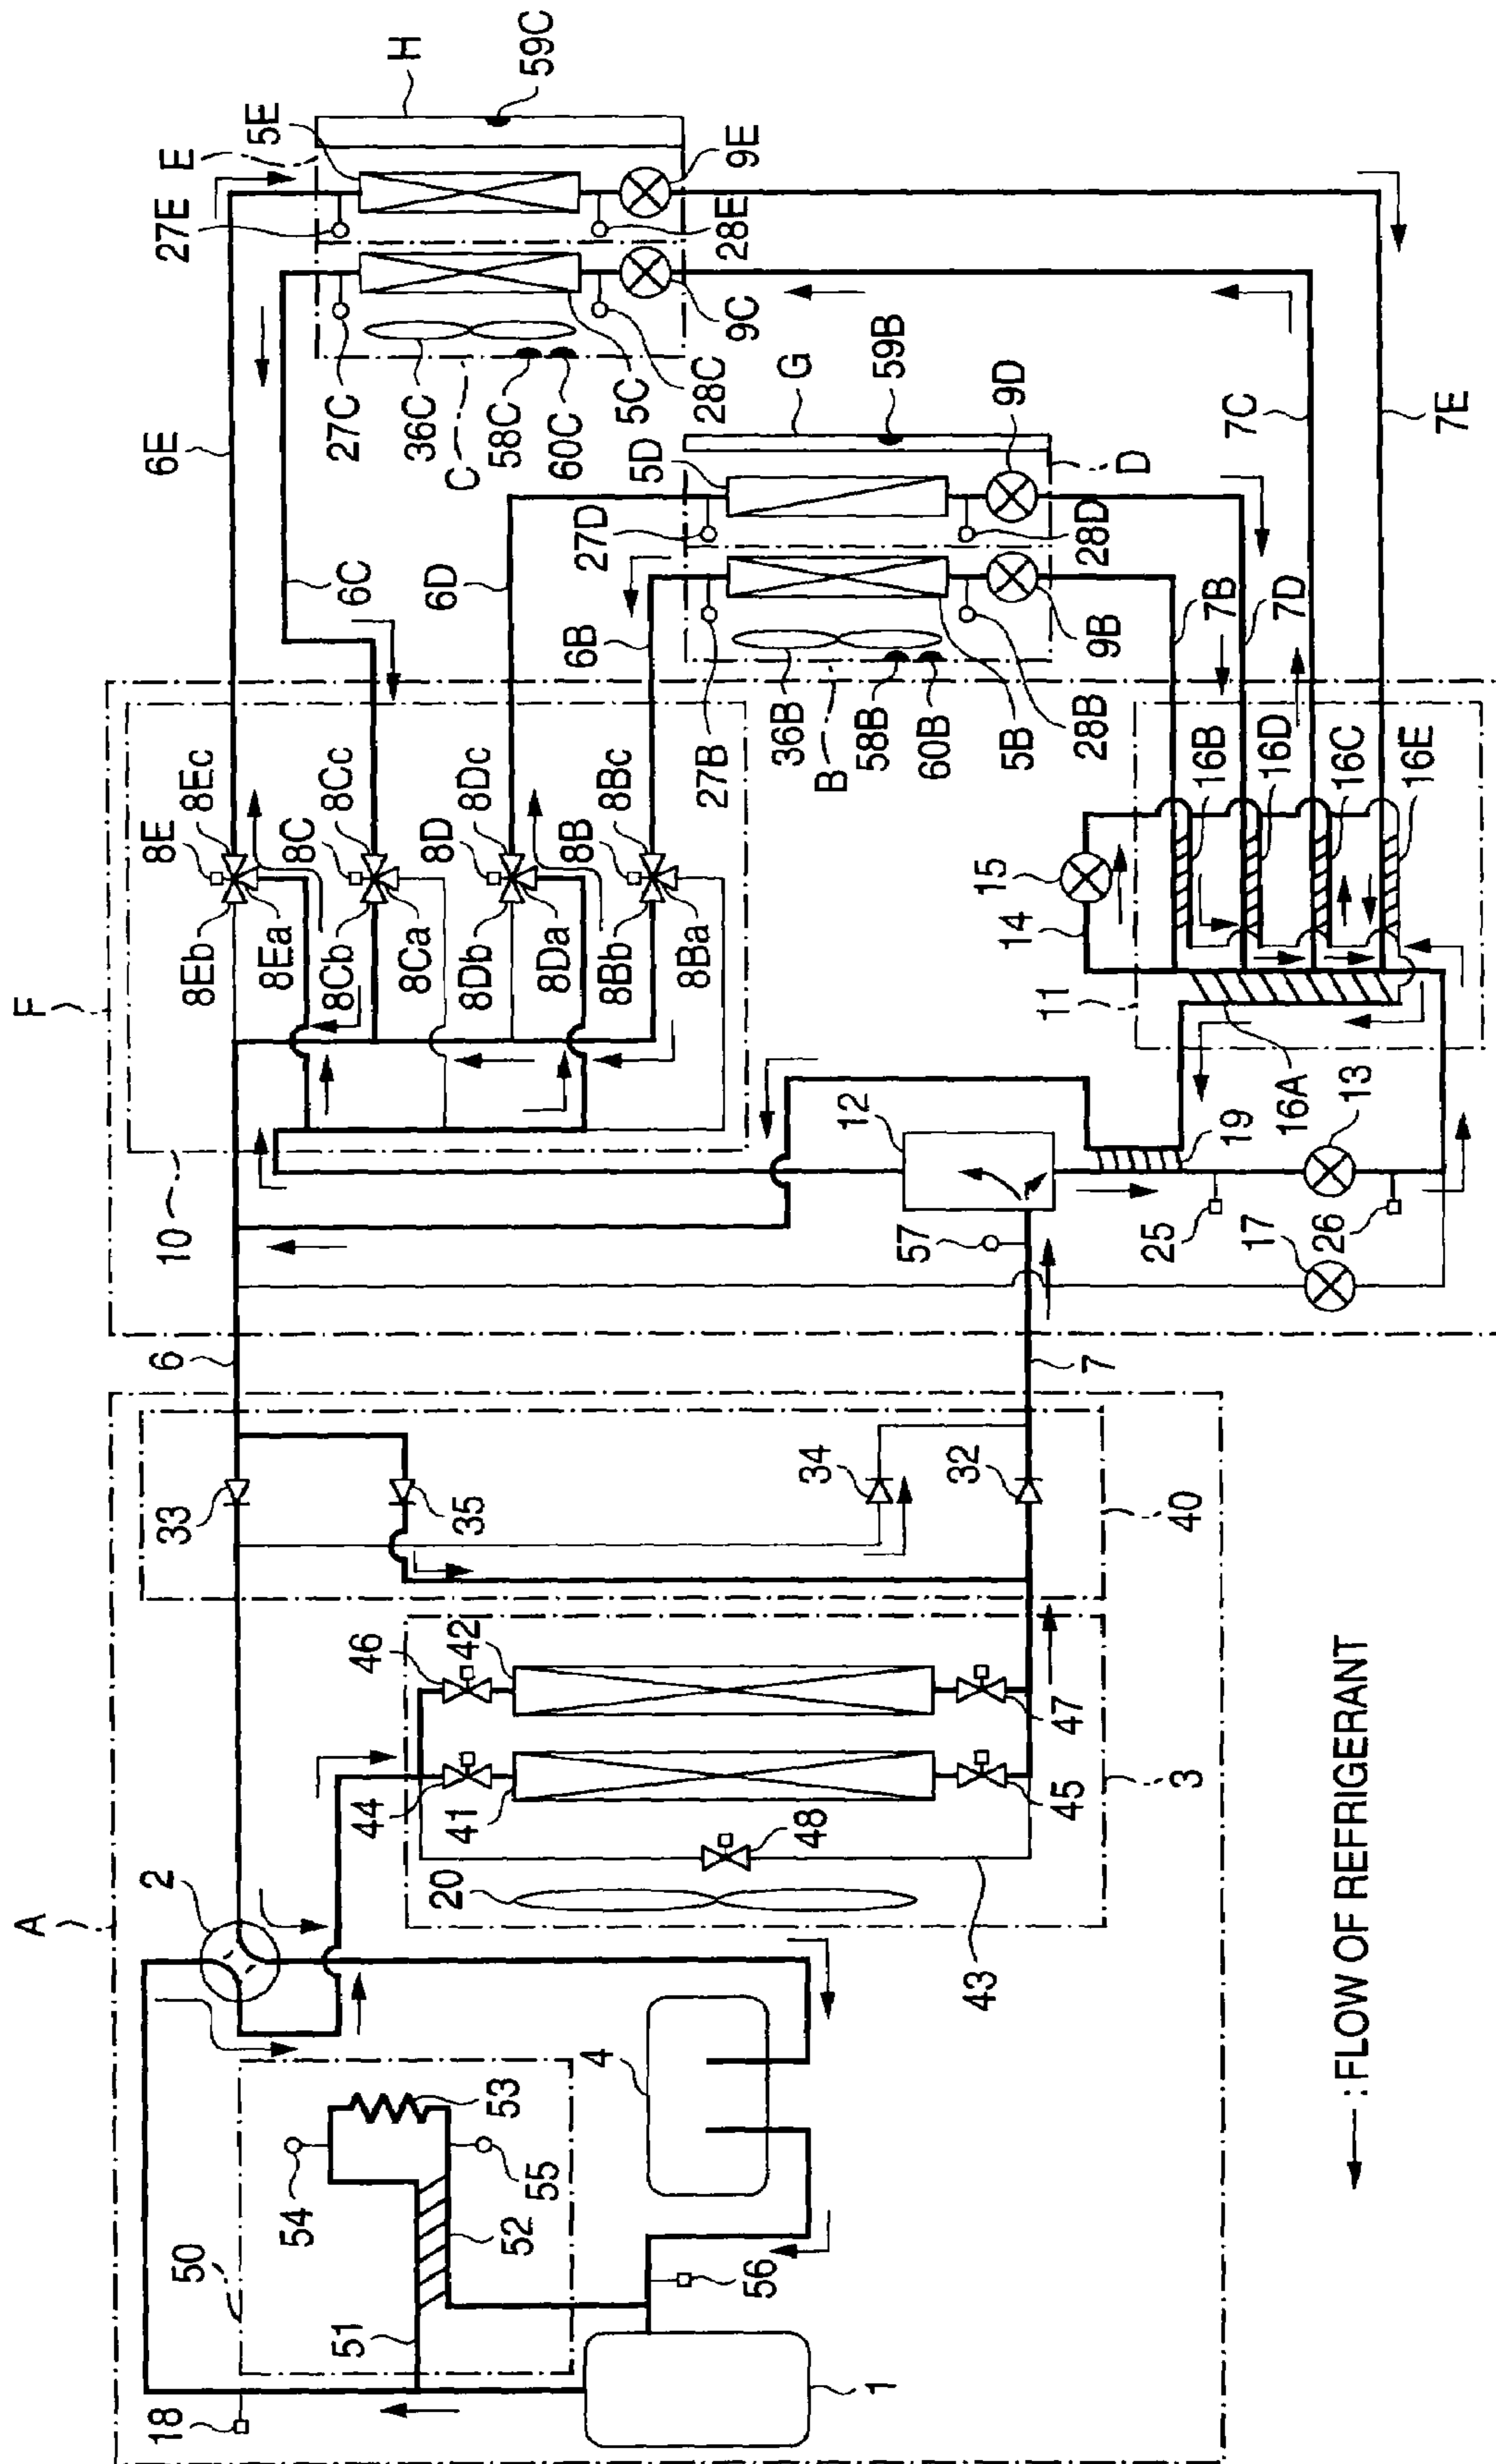 A
2
18
50
54
53
51
52
55
4
56
1
44
46
41
42
20
48
43
45
47
3
33
35
34
32
40
6
7
F
10
8Eb
8E
8Ec
8Ea
8Cb
8C
8Cc
8Ca
8Db
8D
8Dc
8Da
8Bb
8B
8Bc
8Ba
12
57
19
25
13
17
26
16A
11
14
15
16B
16D
16C
16E
6E
6C
6D
6B
27E
E
5E
H
59C
27C
36C
C
58C
60C
5C
28C
28E
9C
9E
27D
5D
G
59B
27B
36B
B
58B
60B
5B
28B
28D
9B
9D
D
7B
7D
7C
7E
: FLOW OF REFRIGERANT